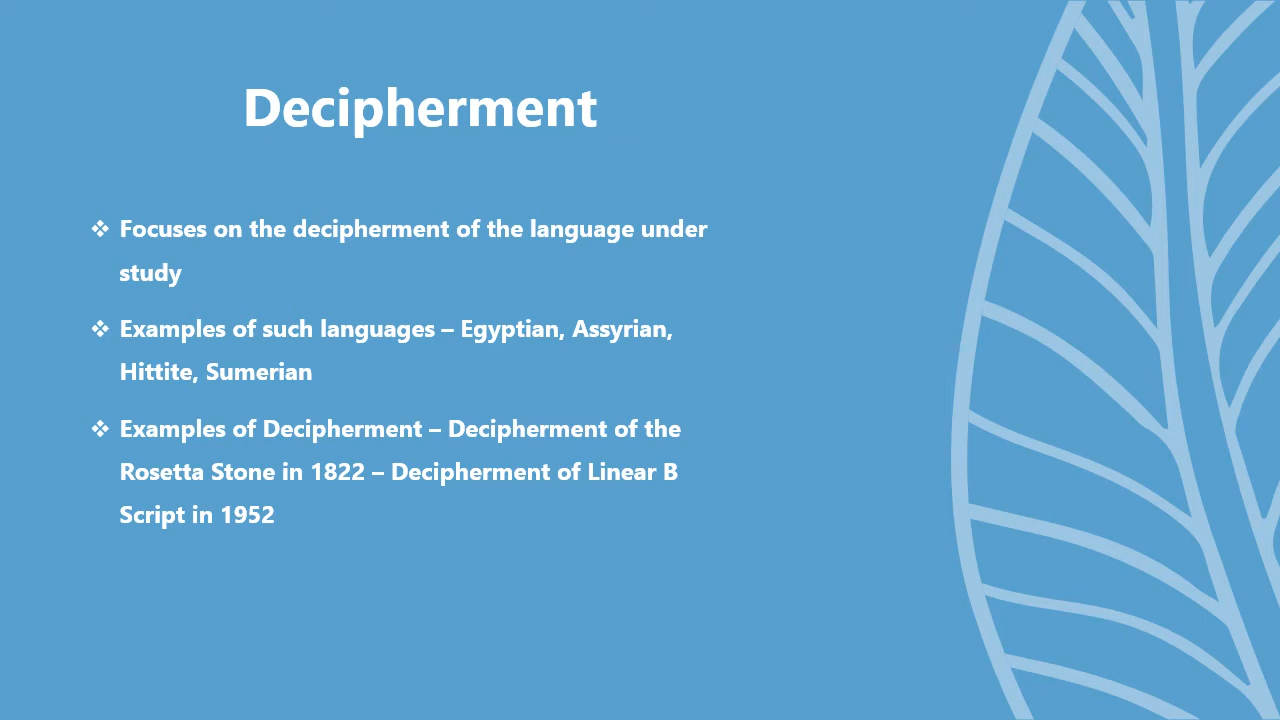 Decipherment
❖ Focuses on the decipherment of the language under
study
❖ Examples of such languages – Egyptian, Assyrian,
Hittite, Sumerian
❖ Examples of Decipherment – Decipherment of the
Rosetta Stone in 1822 – Decipherment of Linear B
Script in 1952